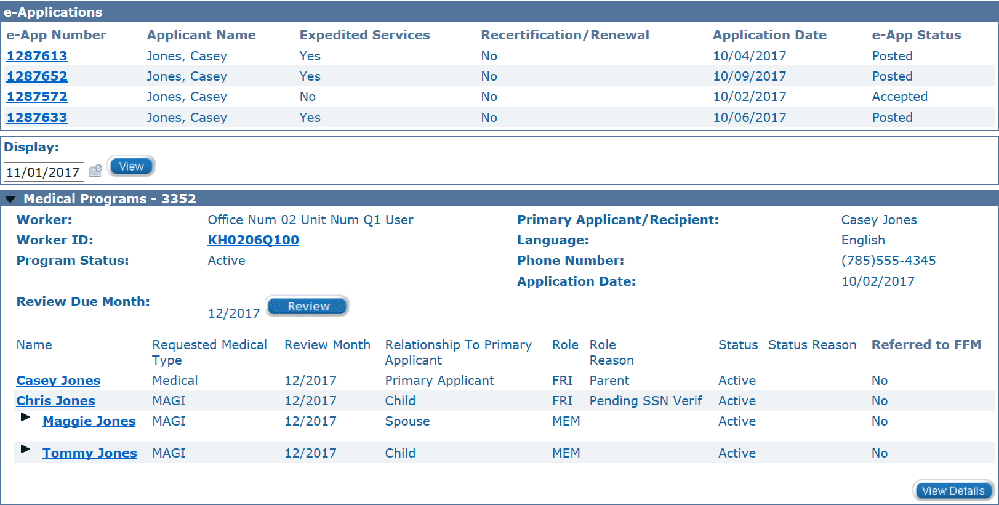 e-Applications
e-App Number Applicant Name Expedited Services Recertification/Renewal Application Date e-App Status
1287613 Jones, Casey Yes No 10/04/2017 Posted
1287652 Jones, Casey Yes No 10/09/2017 Posted
1287572 Jones, Casey No No 10/02/2017 Accepted
1287633 Jones, Casey Yes No 10/06/2017 Posted
Display:
11/01/2017 View
Medical Programs - 3352
Worker: Office Num 02 Unit Num Q1 User Primary Applicant/Recipient: Casey Jones
Worker ID: KH0206Q100 Language: English
Program Status: Active Phone Number: (785)555-4345
Application Date: 10/02/2017
Review Due Month: 12/2017 Review
Name Requested Medical Review Month Relationship To Primary Role Role Status Status Reason Referred to FFM
Type Applicant Reason
Casey Jones Medical 12/2017 Primary Applicant FRI Parent Active No
Chris Jones MAGI 12/2017 Child FRI Pending SSN Verif Active No
Maggie Jones MAGI 12/2017 Spouse MEM Active No
Tommy Jones MAGI 12/2017 Child MEM Active No
View Details